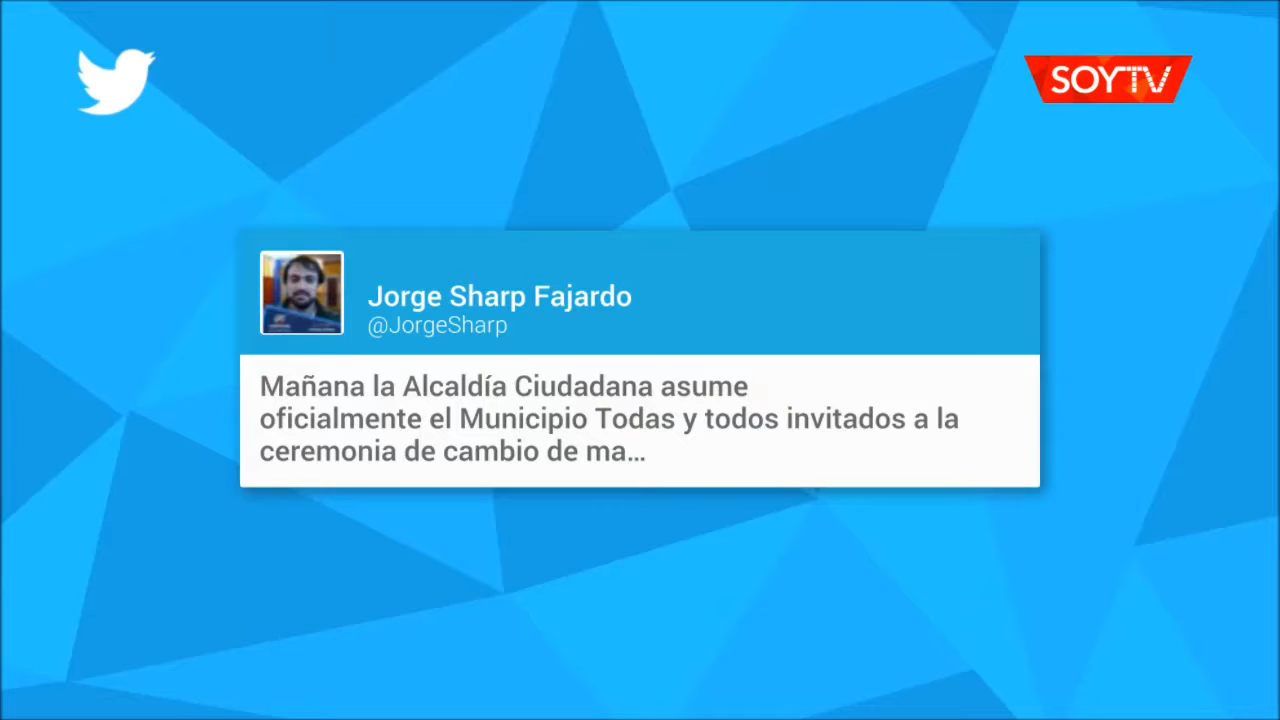 SOYTV
Jorge Sharp Fajardo
@JorgeSharp
Mañana la Alcaldía Ciudadana asume
oficialmente el Municipio Todas y todos invitados a la
ceremonia de cambio de ma...